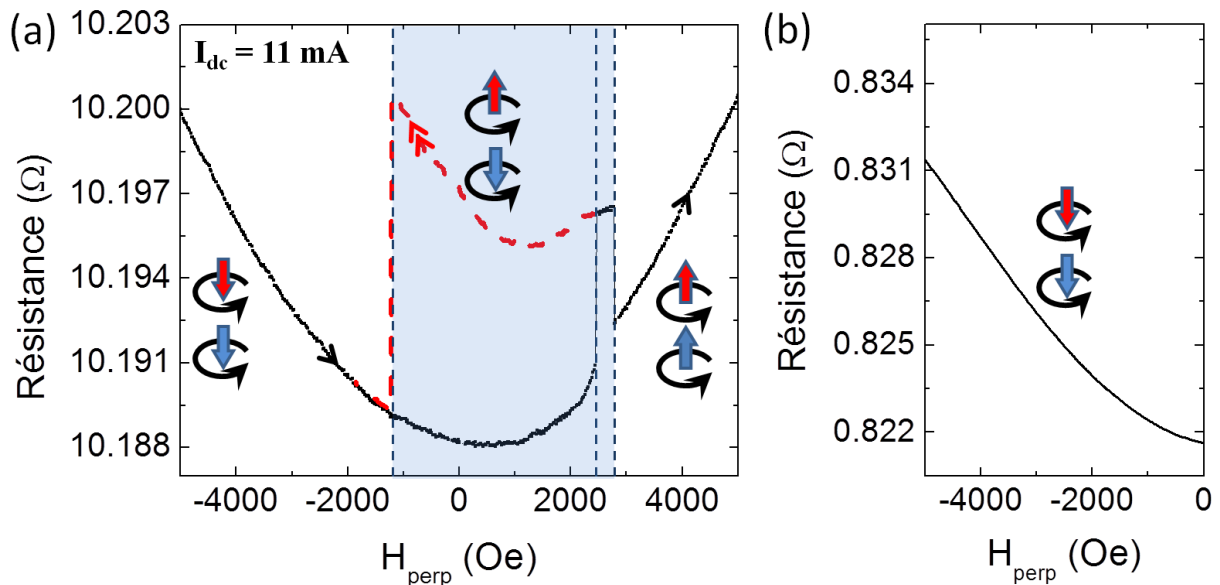 (a)
I_dc = 11 mA
Résistance (Ω)
10.203
10.200
10.197
10.194
10.191
10.188
-4000 -2000 0 2000 4000
H_perp (Oe)
(b)
Résistance (Ω)
0.834
0.831
0.828
0.825
0.822
-4000 -2000 0
H_perp (Oe)